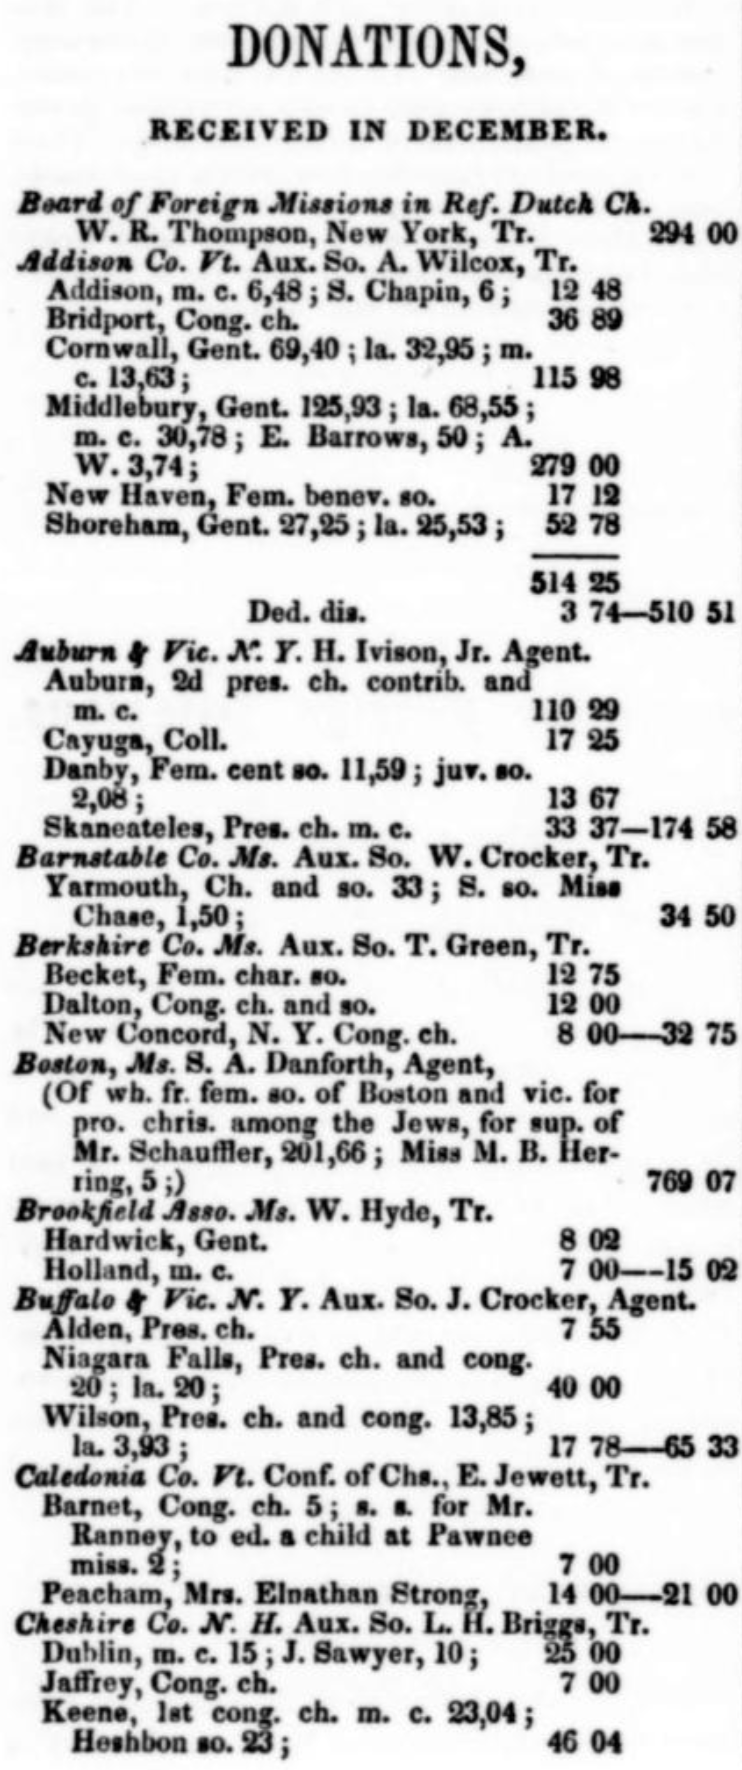 DONATIONS,
RECEIVED IN DECEMBER.
Board of Foreign Missions in Ref. Dutch Ch.
W. R. Thompson, New York, Tr. 294 00
Addison Co. Vt. Aux. So. A. Wilcox, Tr.
Addison, m. c. 6,48 ; S. Chapin, 6 ; 12 48
Bridport, Cong. ch. 36 89
Cornwall, Gent. 69,40 ; la. 32,95 ; m.
c. 13,63 ; 115 98
Middlebury, Gent. 125,93 ; la. 68,55 ;
m. c. 30,78 ; E. Barrows, 50 ; A.
W. 3,74 ; 279 00
New Haven, Fem. benev. so. 17 12
Shoreham, Gent. 27,25 ; la. 25,53 ; 52 78
514 25
Ded. dis. 3 74—510 51
Auburn & Vic. N. Y. H. Ivison, Jr. Agent.
Auburn, 2d pres. ch. contrib. and
m. c. 110 29
Cayuga, Coll. 17 25
Danby, Fem. cent so. 11,59 ; juv. so.
2,08 ; 13 67
Skaneateles, Pres. ch. m. c. 33 37—174 58
Barnstable Co. Ms. Aux. So. W. Crocker, Tr.
Yarmouth, Ch. and so. 33 ; S. so. Miss
Chase, 1,50 ; 34 50
Berkshire Co. Ms. Aux. So. T. Green, Tr.
Becket, Fem. char. so. 12 75
Dalton, Cong. ch. and so. 12 00
New Concord, N. Y. Cong. ch. 8 00—32 75
Boston, Ms. S. A. Danforth, Agent,
(Of wh. fr. fem. so. of Boston and vic. for
pro. chris. among the Jews, for sup. of
Mr. Schauffler, 201,66 ; Miss M. B. Her-
ring, 5 ;) 769 07
Brookfield Asso. Ms. W. Hyde, Tr.
Hardwick, Gent. 8 02
Holland, m. c. 7 00—15 02
Buffalo & Vic. N. Y. Aux. So. J. Crocker, Agent.
Alden, Pres. ch. 7 55
Niagara Falls, Pres. ch. and cong.
20 ; la. 20 ; 40 00
Wilson, Pres. ch. and cong. 13,85 ;
la. 3,93 ; 17 78—65 33
Caledonia Co. Vt. Conf. of Chs., E. Jewett, Tr.
Barnet, Cong. ch. 5 ; s. s. for Mr.
Ranney, to ed. a child at Pawnee
miss. 2 ; 7 00
Peacham, Mrs. Elnathan Strong, 14 00—21 00
Cheshire Co. N. H. Aux. So. L. H. Briggs, Tr.
Dublin, m. c. 15 ; J. Sawyer, 10 ; 25 00
Jaffrey, Cong. ch. 7 00
Keene, 1st cong. ch. m. c. 23,04 ;
Heshbon so. 23 ; 46 04